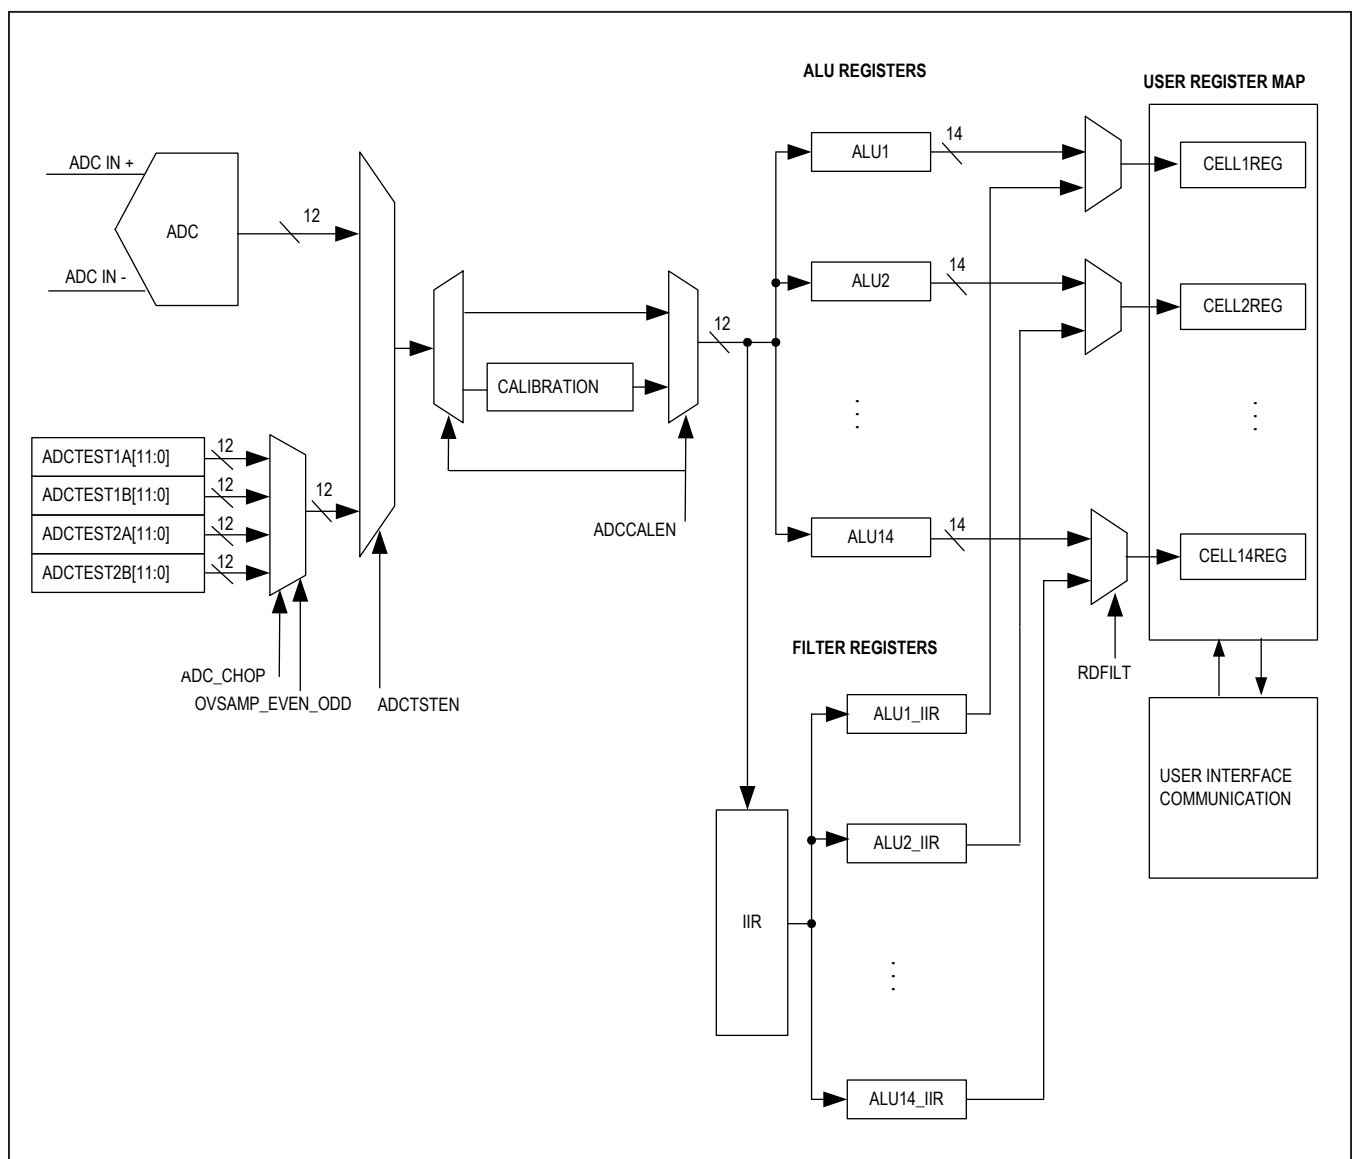 ALU REGISTERS
USER REGISTER MAP
ADC IN +
ADC
ADC IN -
12
ALU1
14
CELL1REG
ALU2
14
CELL2REG
12
CALIBRATION
ADCTEST1A[11:0]
12
ADCTEST1B[11:0]
12
ADCTEST2A[11:0]
12
ADCTEST2B[11:0]
12
12
ADCCALEN
ALU14
14
CELL14REG
ADC_CHOP
OVSAMP_EVEN_ODD
ADCTSTEN
RDFILT
FILTER REGISTERS
ALU1_IIR
ALU2_IIR
IIR
ALU14_IIR
USER INTERFACE
COMMUNICATION